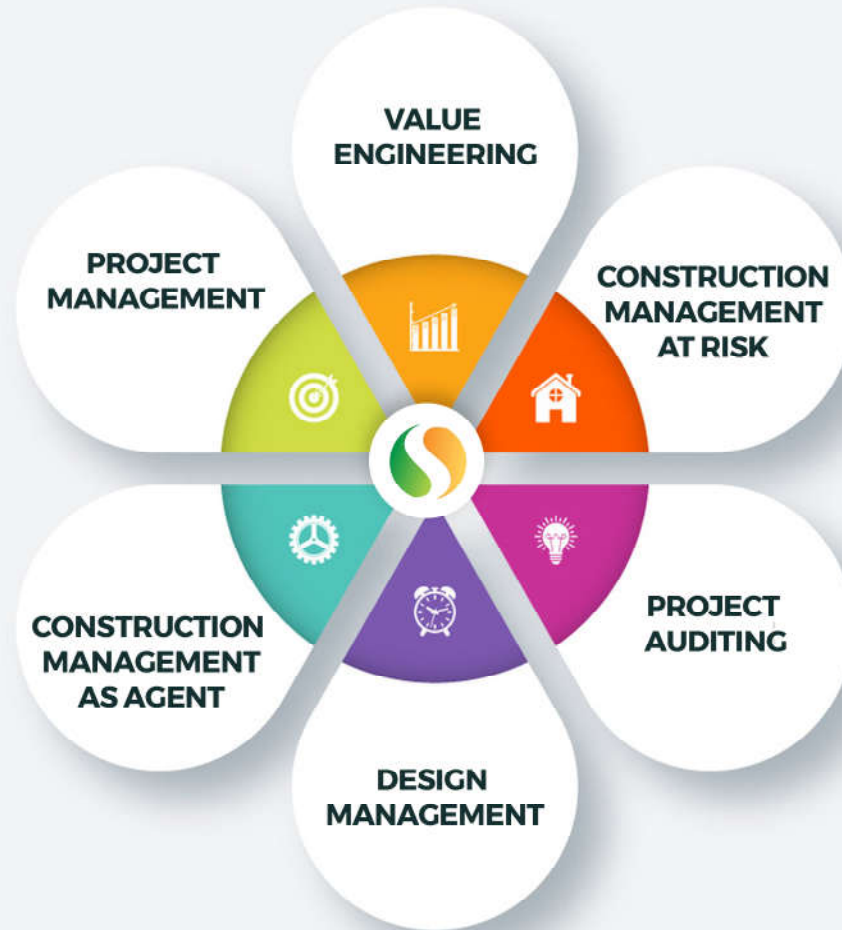 VALUE
ENGINEERING
PROJECT
MANAGEMENT
CONSTRUCTION
MANAGEMENT
AT RISK
CONSTRUCTION
MANAGEMENT
AS AGENT
PROJECT
AUDITING
DESIGN
MANAGEMENT